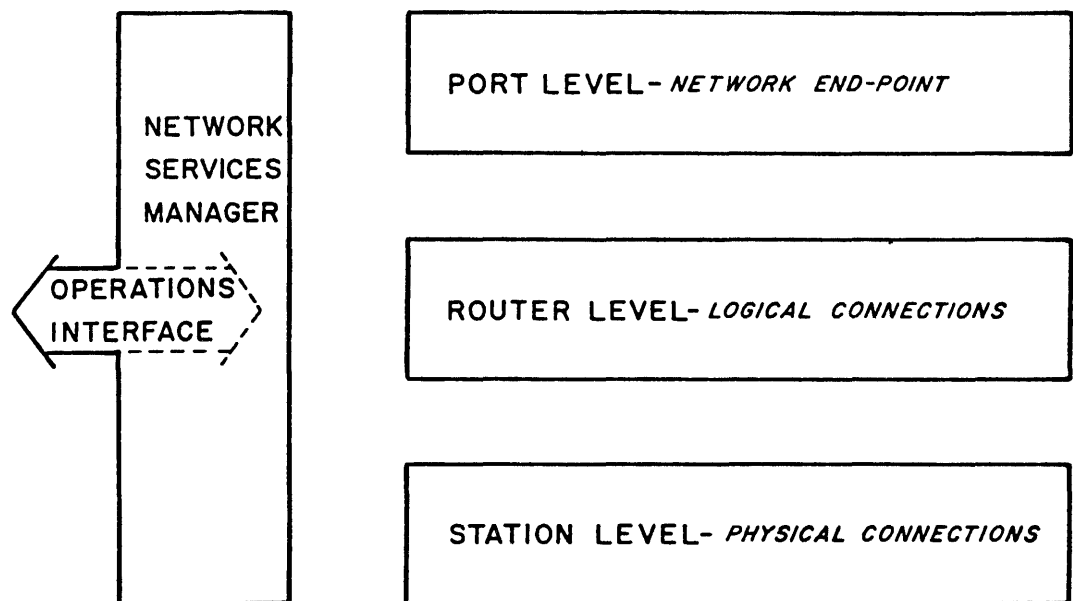 NETWORK
SERVICES
MANAGER
OPERATIONS
INTERFACE
PORT LEVEL- NETWORK END-POINT
ROUTER LEVEL- LOGICAL CONNECTIONS
STATION LEVEL- PHYSICAL CONNECTIONS